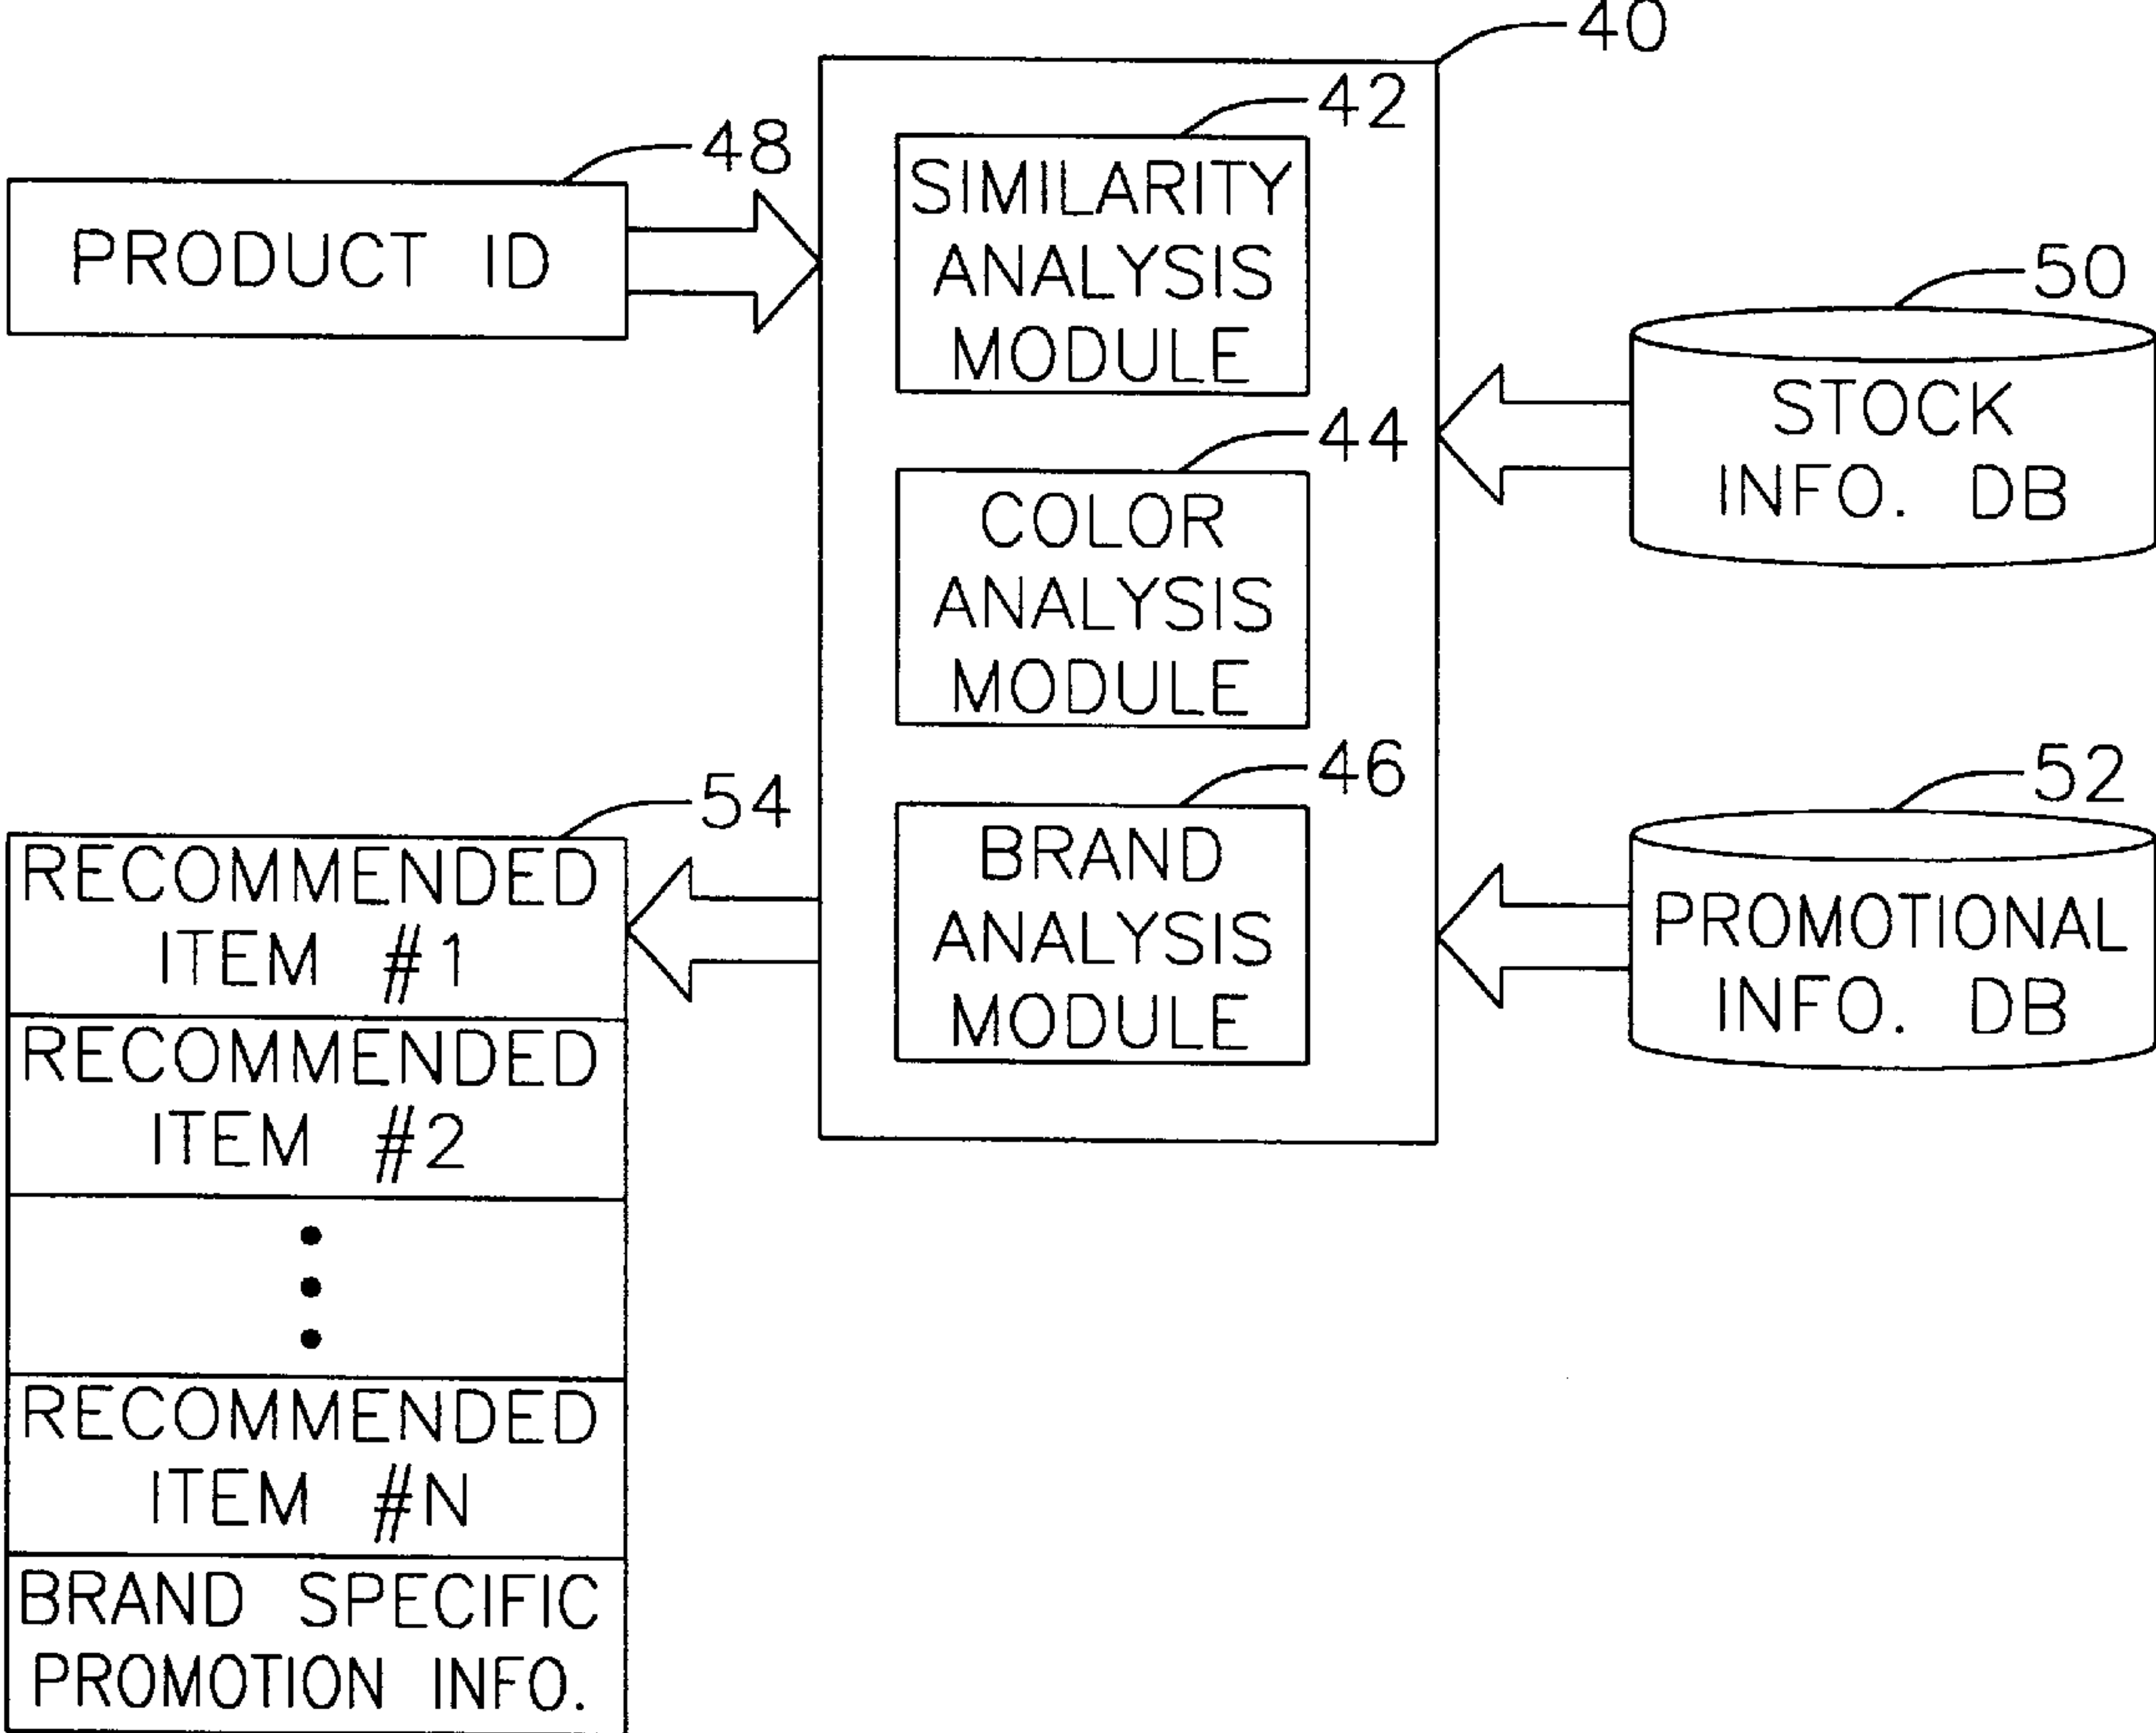 40
42
SIMILARITY
ANALYSIS
MODULE
48
PRODUCT ID
50
STOCK
INFO. DB
44
COLOR
ANALYSIS
MODULE
46
BRAND
ANALYSIS
MODULE
52
PROMOTIONAL
INFO. DB
54
RECOMMENDED
ITEM #1
RECOMMENDED
ITEM #2
RECOMMENDED
ITEM #N
BRAND SPECIFIC
PROMOTION INFO.